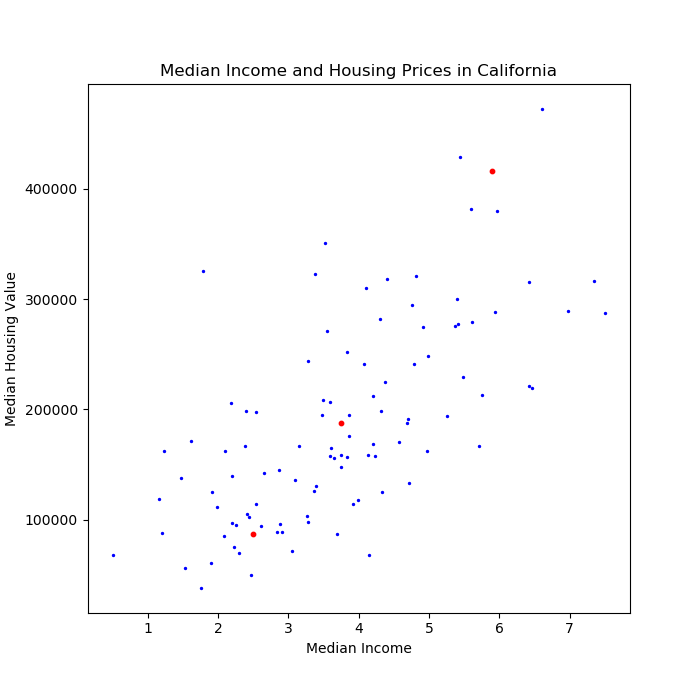 Median Income and Housing Prices in California
Median Housing Value
400000
300000
200000
100000
1 2 3 4 5 6 7
Median Income